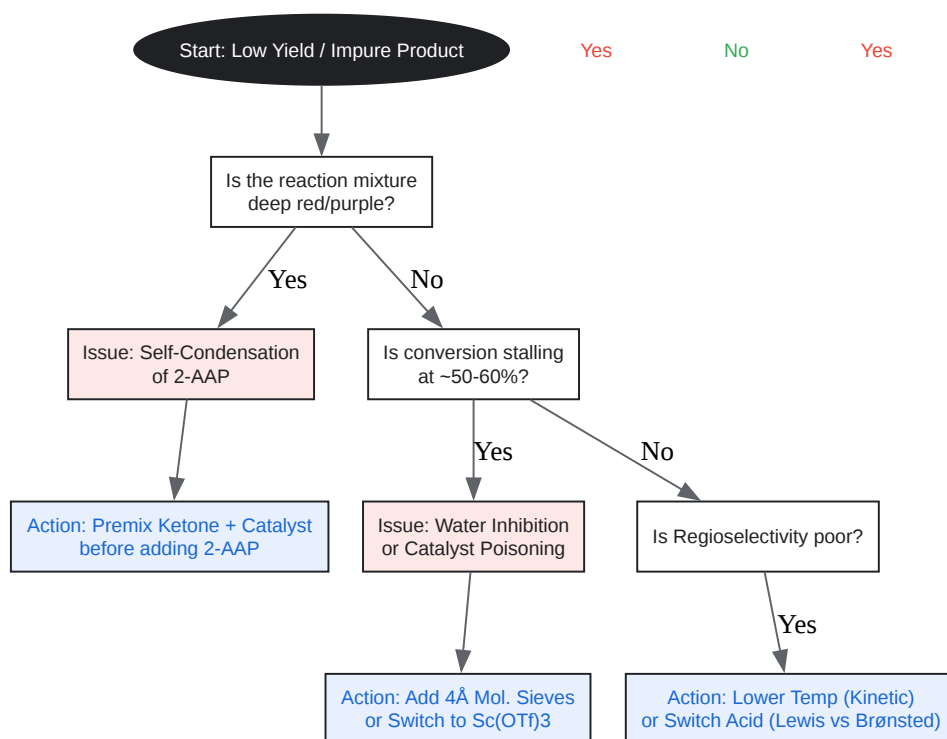 Start: Low Yield / Impure Product
Yes
No
Yes
Is the reaction mixture
deep red/purple?
Yes
No
Issue: Self-Condensation
of 2-AAP
Is conversion stalling
at ~50-60%?
Yes
No
Action: Premix Ketone + Catalyst
before adding 2-AAP
Issue: Water Inhibition
or Catalyst Poisoning
Is Regioselectivity poor?
Yes
Action: Add 4Å Mol. Sieves
or Switch to Sc(OTf)3
Action: Lower Temp (Kinetic)
or Switch Acid (Lewis vs Brønsted)